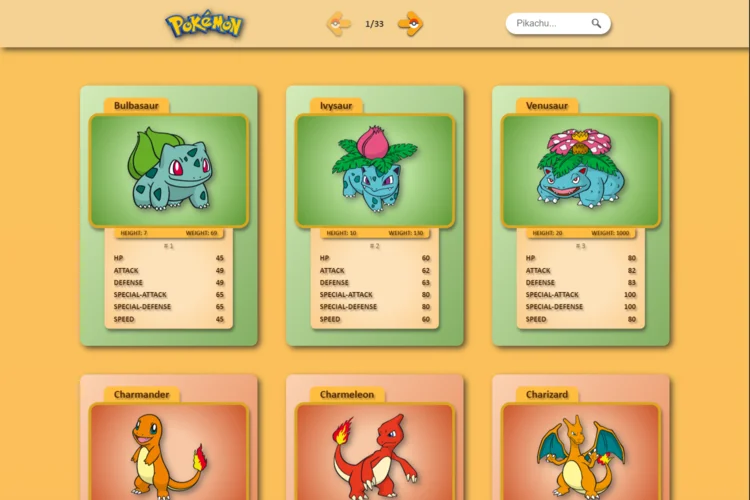 POKéMON
1/33
Pikachu...
Bulbasaur
HEIGHT: 7 WEIGHT: 69
#:1
HP 45
ATTACK 49
DEFENSE 49
SPECIAL-ATTACK 65
SPECIAL-DEFENSE 65
SPEED 45
Ivysaur
HEIGHT: 10 WEIGHT: 130
#:2
HP 60
ATTACK 62
DEFENSE 63
SPECIAL-ATTACK 80
SPECIAL-DEFENSE 80
SPEED 60
Venusaur
HEIGHT: 20 WEIGHT: 1000
#:3
HP 80
ATTACK 82
DEFENSE 83
SPECIAL-ATTACK 100
SPECIAL-DEFENSE 100
SPEED 80
Charmander
Charmeleon
Charizard